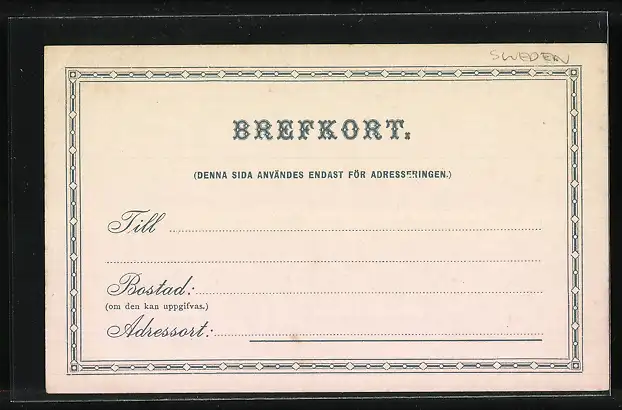 SWEDEN
BREFKORT.
(DENNA SIDA ANVÄNDES ENDAST FÖR ADRESSERINGEN.)
Till
Bostad:
(om den kan uppgifvas.)
Adressort: